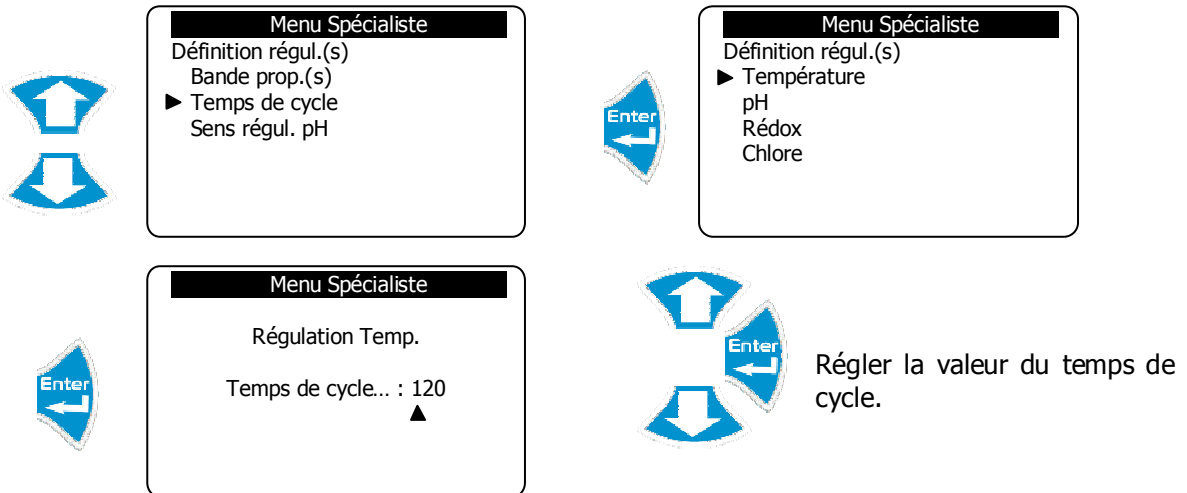 Menu Spécialiste
Définition régul.(s)
Bande prop.(s)
Temps de cycle
Sens régul. pH
Enter
Menu Spécialiste
Définition régul.(s)
Température
pH
Rédox
Chlore
Enter
Menu Spécialiste
Régulation Temp.
Temps de cycle... : 120
Enter
Régler la valeur du temps de
cycle.